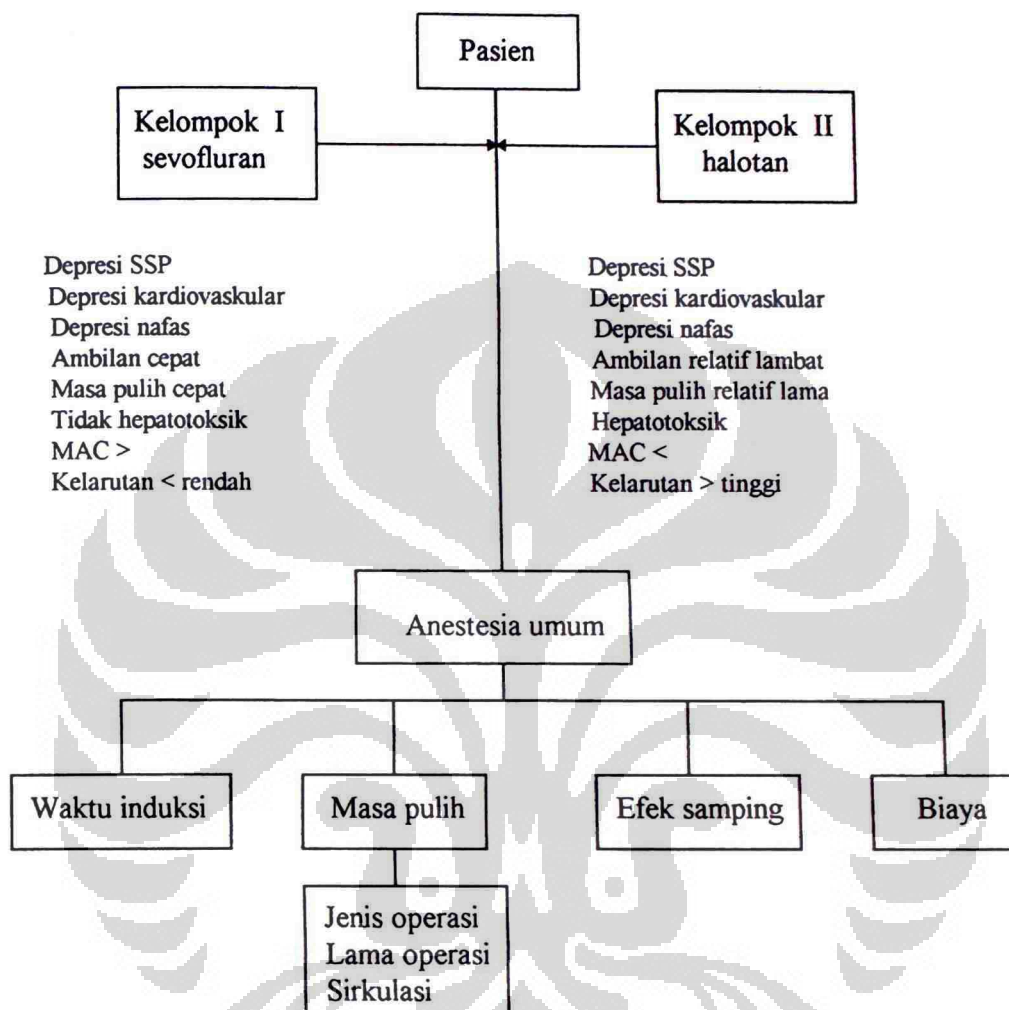 Pasien
Kelompok I
sevofluran
Kelompok II
halotan
Depresi SSP
Depresi kardiovaskular
Depresi nafas
Ambilan cepat
Masa pulih cepat
Tidak hepatotoksik
MAC >
Kelarutan < rendah
Depresi SSP
Depresi kardiovaskular
Depresi nafas
Ambilan relatif lambat
Masa pulih relatif lama
Hepatotoksik
MAC <
Kelarutan > tinggi
Anestesia umum
Waktu induksi
Masa pulih
Efek samping
Biaya
Jenis operasi
Lama operasi
Sirkulasi